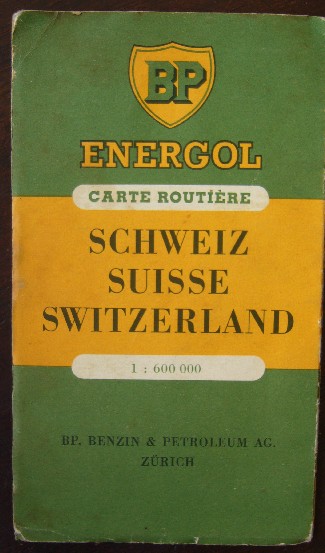 BP
ENERGOL
CARTE ROUTIÈRE
SCHWEIZ
SUISSE
SWITZERLAND
1 : 600 000
BP. BENZIN & PETROLEUM AG.
ZÜRICH